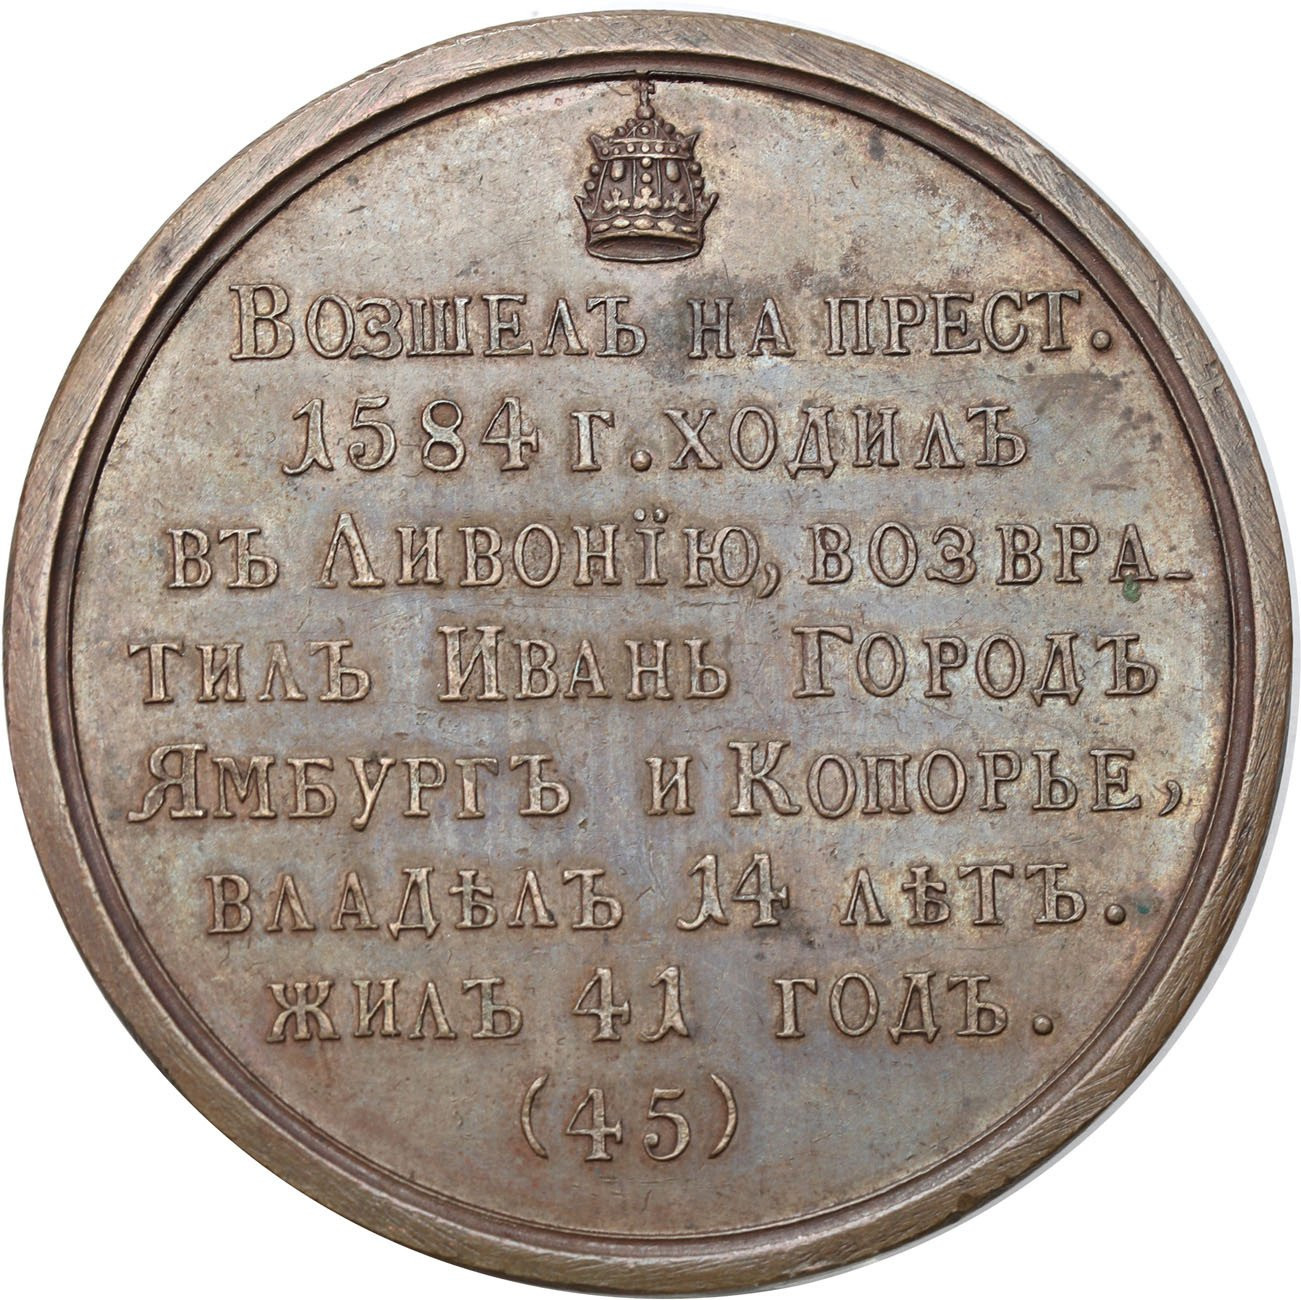 Возшелъ на прест.
1584 г. ходилъ
въ Ливонїю, возвра-
тилъ Ивань Городъ
Ямбургъ и Копорье,
владѣлъ 14 лѣтъ.
жилъ 41 годъ.
(45)